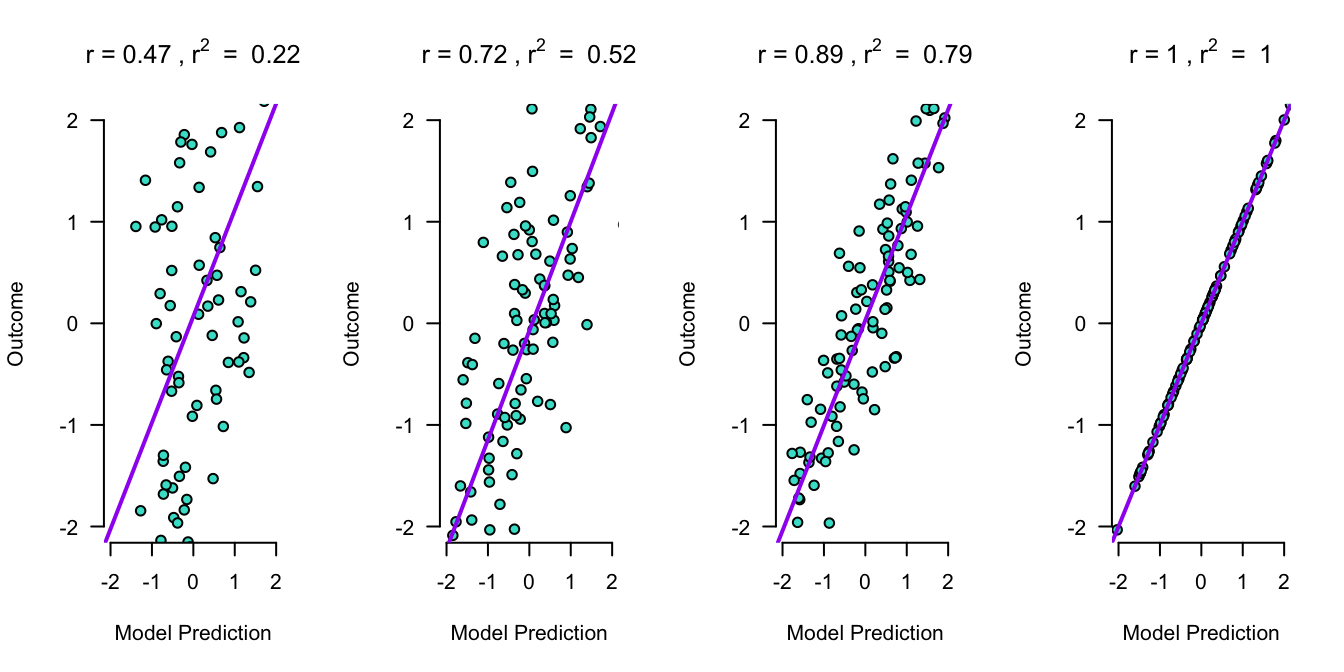 r = 0.47 , r² = 0.22
2
1
0
-1
-2
Outcome
-2 -1 0 1 2
Model Prediction
r = 0.72 , r² = 0.52
2
1
0
-1
-2
Outcome
-2 -1 0 1 2
Model Prediction
r = 0.89 , r² = 0.79
2
1
0
-1
-2
Outcome
-2 -1 0 1 2
Model Prediction
r = 1 , r² = 1
2
1
0
-1
-2
Outcome
-2 -1 0 1 2
Model Prediction